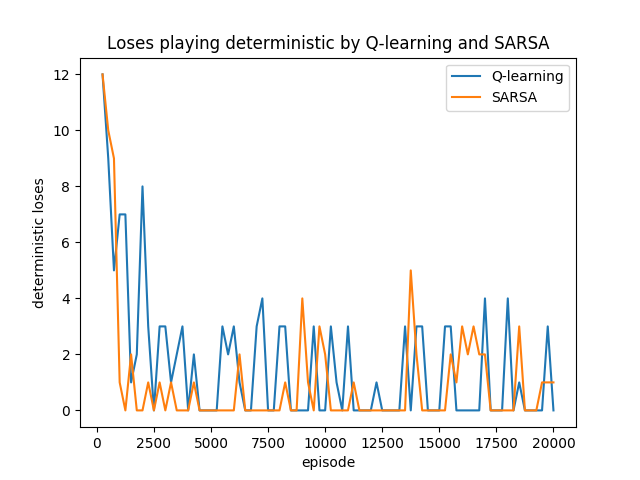 Loses playing deterministic by Q-learning and SARSA
Q-learning
SARSA
deterministic loses
12
10
8
6
4
2
0
0 2500 5000 7500 10000 12500 15000 17500 20000
episode